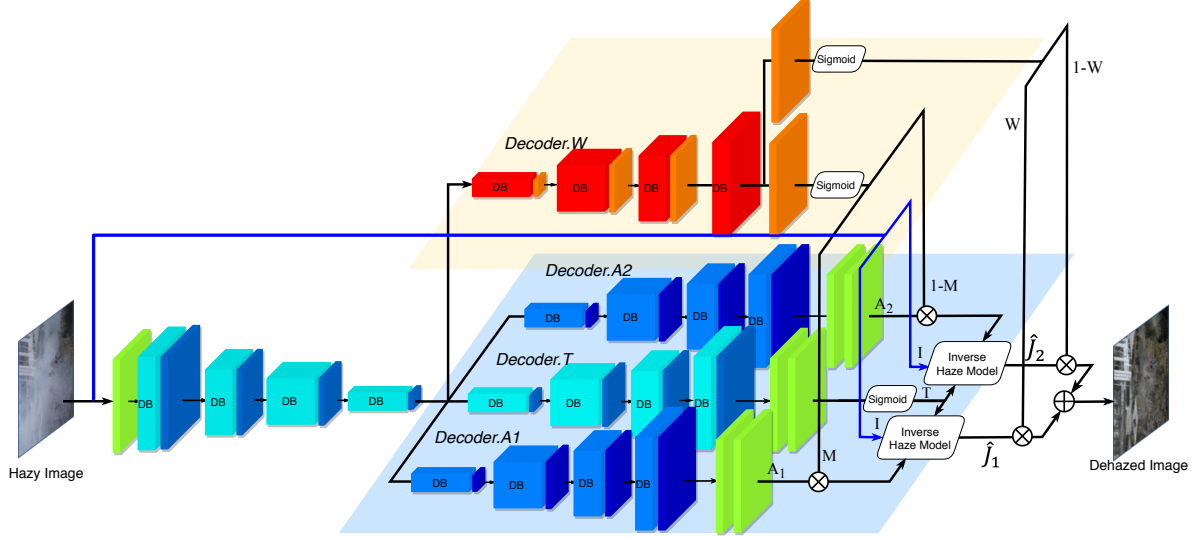 Sigmoid
1-W
W
Decoder.W
DB
DB
DB
DB
Sigmoid
Decoder.A2
DB
DB
DB
DB
A2
1-M
Decoder.T
DB
DB
DB
DB
Sigmoid
T
I
Inverse
Haze Model
Ĵ2
DB
DB
DB
DB
Decoder.A1
DB
DB
DB
DB
A1
M
I
Inverse
Haze Model
Ĵ1
Hazy Image
Dehazed Image